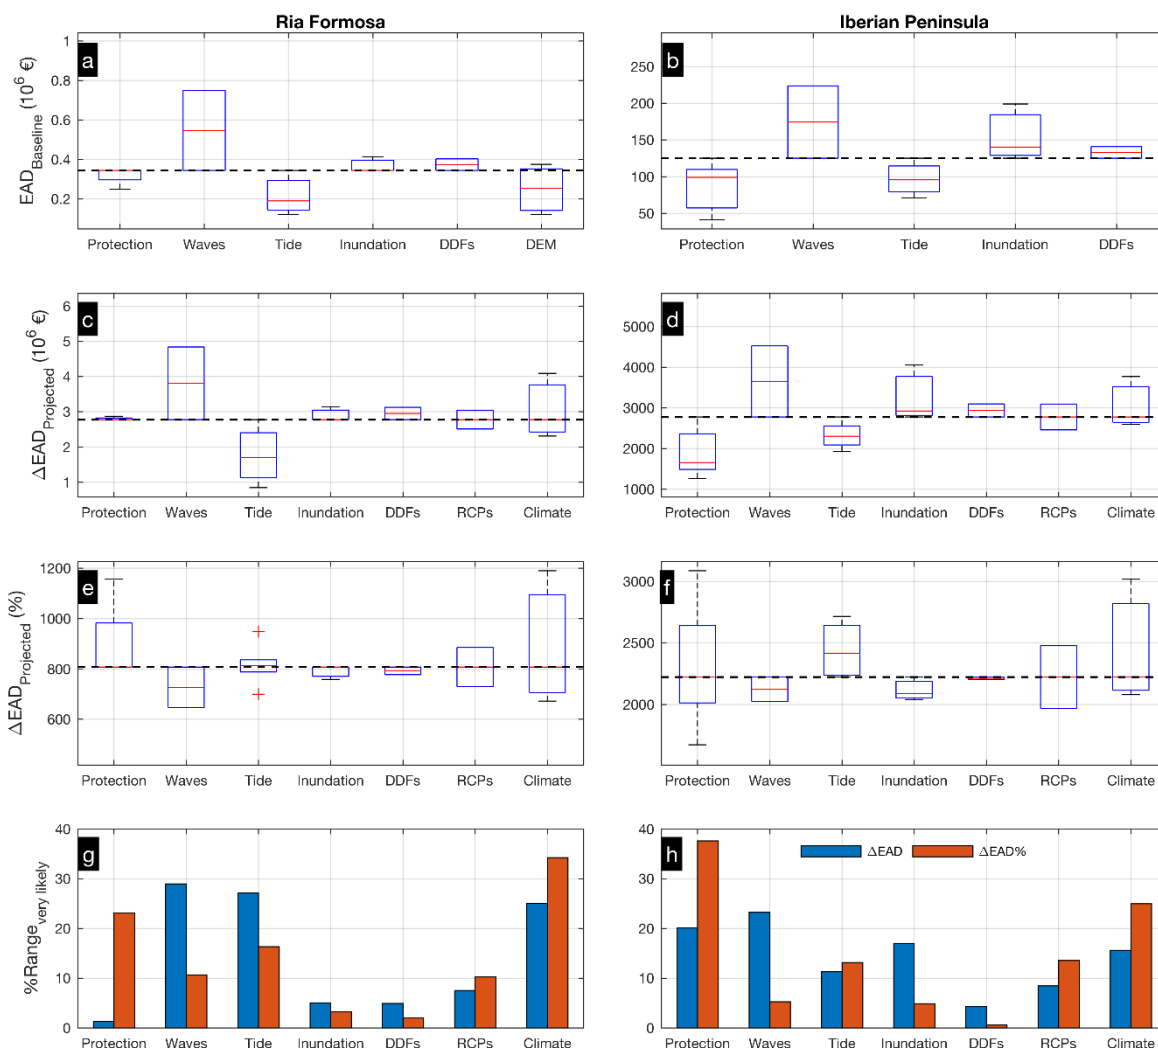 Ria Formosa
Iberian Peninsula
a
EAD_Baseline (10^6 €)
1
0.8
0.6
0.4
0.2
Protection Waves Tide Inundation DDFs DEM
b
250
200
150
100
50
Protection Waves Tide Inundation DDFs
c
ΔEAD_Projected (10^6 €)
6
5
4
3
2
1
Protection Waves Tide Inundation DDFs RCPs Climate
d
5000
4000
3000
2000
1000
Protection Waves Tide Inundation DDFs RCPs Climate
e
ΔEAD_Projected (%)
1200
1000
800
600
Protection Waves Tide Inundation DDFs RCPs Climate
f
3000
2500
2000
Protection Waves Tide Inundation DDFs RCPs Climate
g
%Range_very likely
40
30
20
10
0
Protection Waves Tide Inundation DDFs RCPs Climate
h
ΔEAD ΔEAD%
40
30
20
10
0
Protection Waves Tide Inundation DDFs RCPs Climate